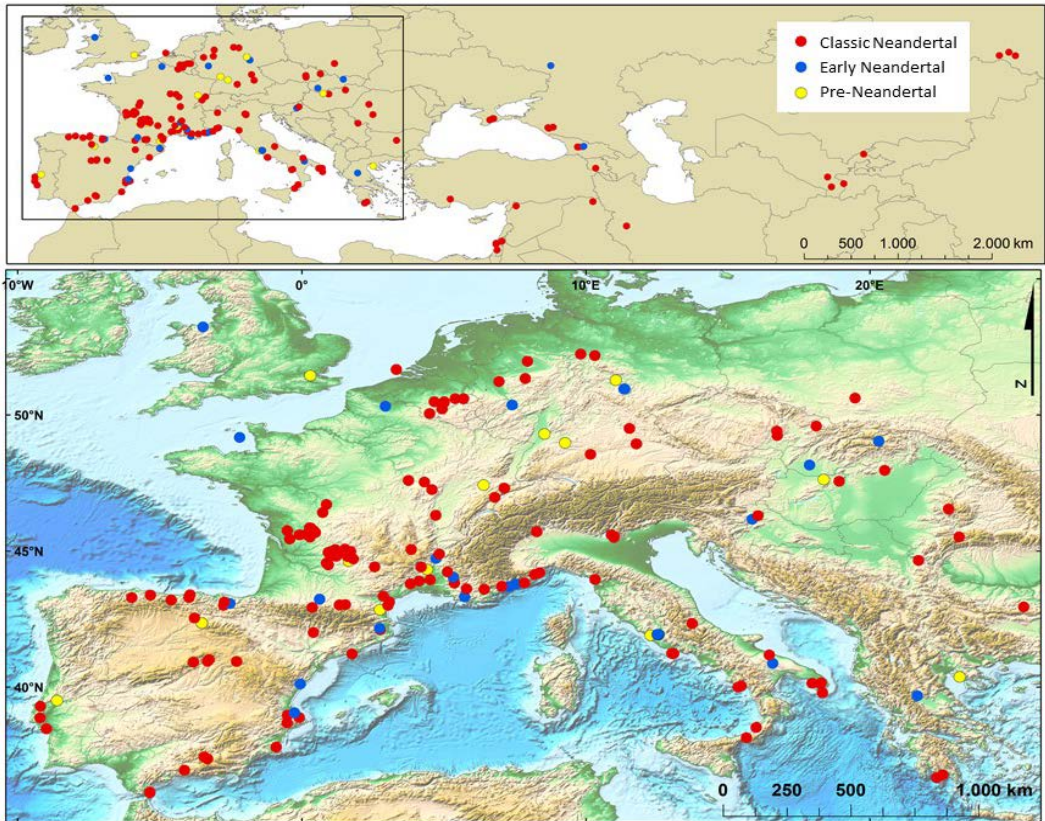 Classic Neandertal
Early Neandertal
Pre-Neandertal
0 500 1.000 2.000 km
10°W 0° 10°E 20°E
N
50°N
45°N
40°N
0 250 500 1.000 km